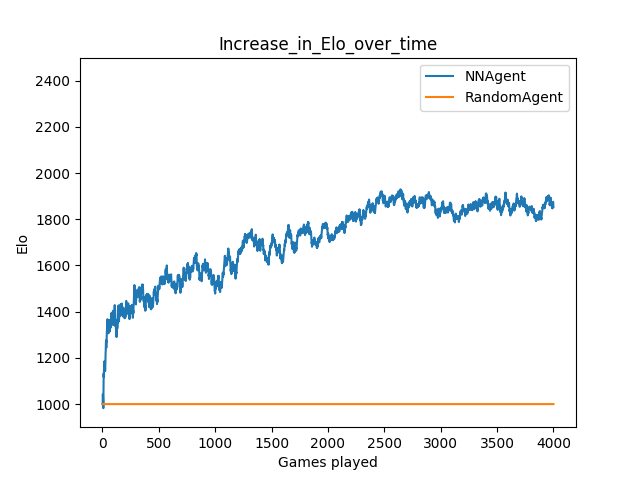 Increase_in_Elo_over_time
NNAgent
RandomAgent
2400
2200
2000
1800
1600
1400
1200
1000
Elo
0 500 1000 1500 2000 2500 3000 3500 4000
Games played